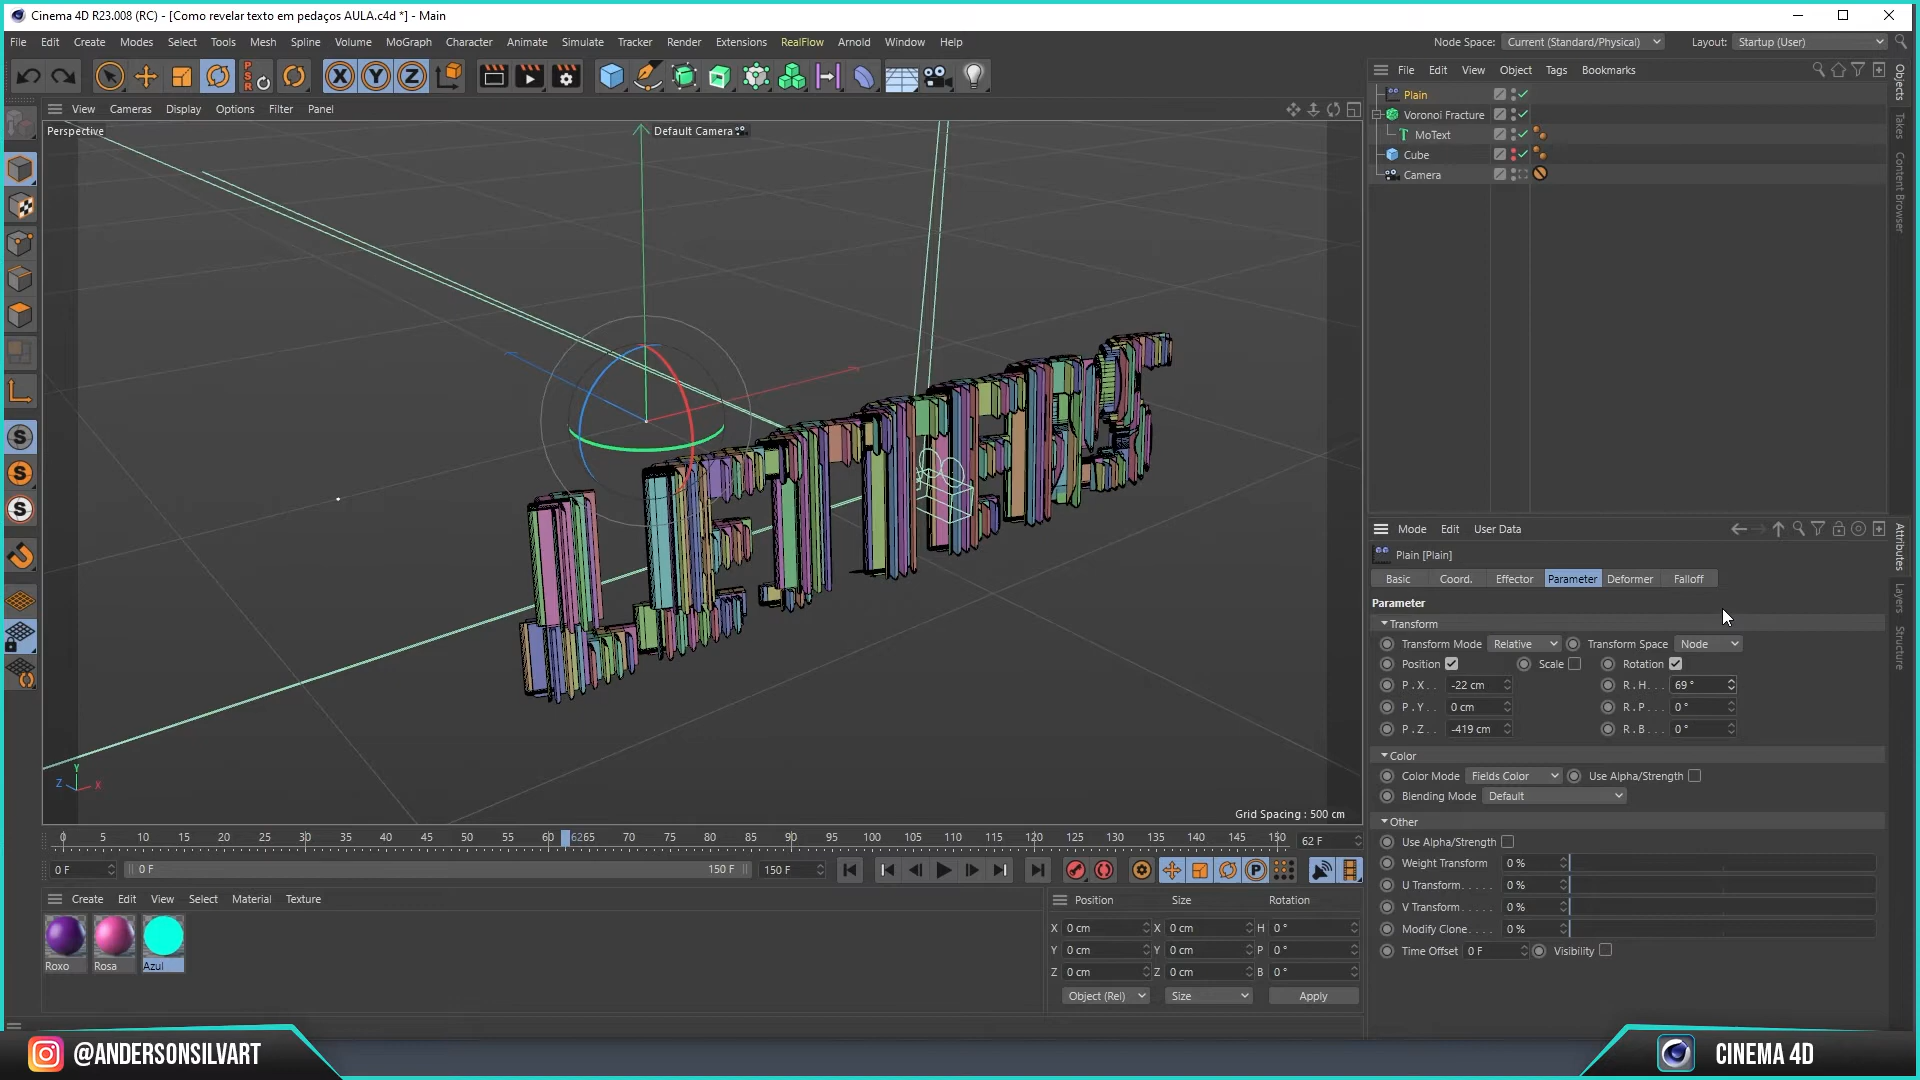 Cinema 4D R23.008 (RC) - [Como revelar texto em pedaços AULA.c4d *] - Main
File Edit Create Modes Select Tools Mesh Spline Volume MoGraph Character Animate Simulate Tracker Render Extensions RealFlow Arnold Window Help
Node Space: Current (Standard/Physical) Layout: Startup (User)
File Edit View Object Tags Bookmarks
View Cameras Display Options Filter Panel
Perspective Default Camera
Plain
Voronoi Fracture
MoText
Cube
Camera
Objects
Takes
Content Browser
Mode Edit User Data
Plain [Plain]
Basic Coord. Effector Parameter Deformer Falloff
Parameter
Transform
Transform Mode Relative Transform Space Node
Position Scale Rotation
P . X . . -22 cm R . H . . . 69 °
P . Y . . 0 cm R . P . . . 0 °
P . Z . . -419 cm R . B . . . 0 °
Color
Color Mode Fields Color Use Alpha/Strength
Blending Mode Default
Other
Use Alpha/Strength
Weight Transform 0 %
U Transform . . . . . 0 %
V Transform . . . . . 0 %
Modify Clone . . . . 0 %
Time Offset 0 F Visibility
Attributes
Layers
Structure
Y
Z X
Grid Spacing : 500 cm
0 5 10 15 20 25 30 35 40 45 50 55 60 6265 70 75 80 85 90 95 100 105 110 115 120 125 130 135 140 145 150 62 F
0 F 0 F 150 F 150 F
Create Edit View Select Material Texture
Roxo Rosa Azul
Position Size Rotation
X 0 cm X 0 cm H 0 °
Y 0 cm Y 0 cm P 0 °
Z 0 cm Z 0 cm B 0 °
Object (Rel) Size Apply
@ANDERSONSILVART
CINEMA 4D